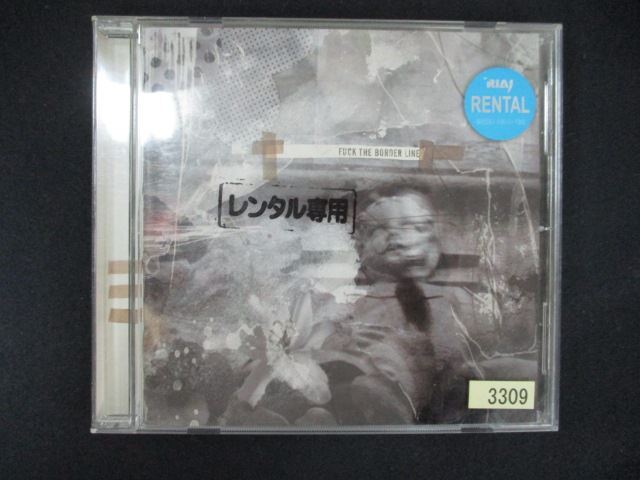 RIAJ
RENTAL
FUCK THE BORDER LINE
レンタル専用
3309